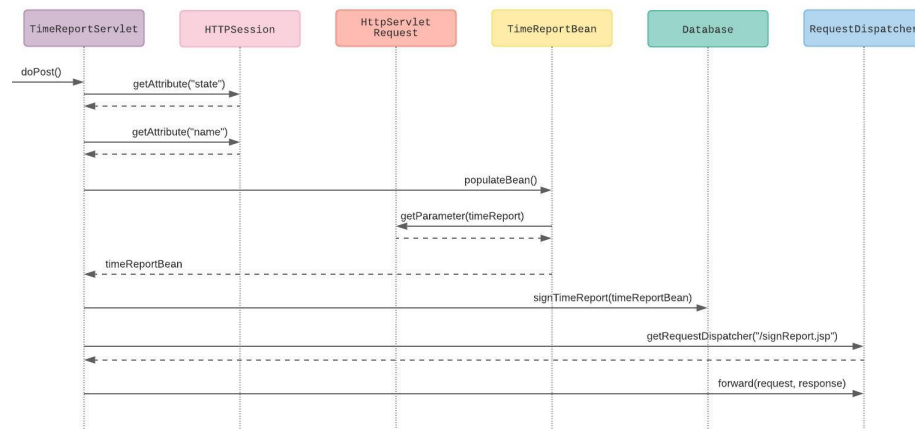 TimeReportServlet
HTTPSession
HttpServlet
Request
TimeReportBean
Database
RequestDispatcher
doPost()
getAttribute("state")
getAttribute("name")
populateBean()
getParameter(timeReport)
timeReportBean
signTimeReport(timeReportBean)
getRequestDispatcher("/signReport.jsp")
forward(request, response)